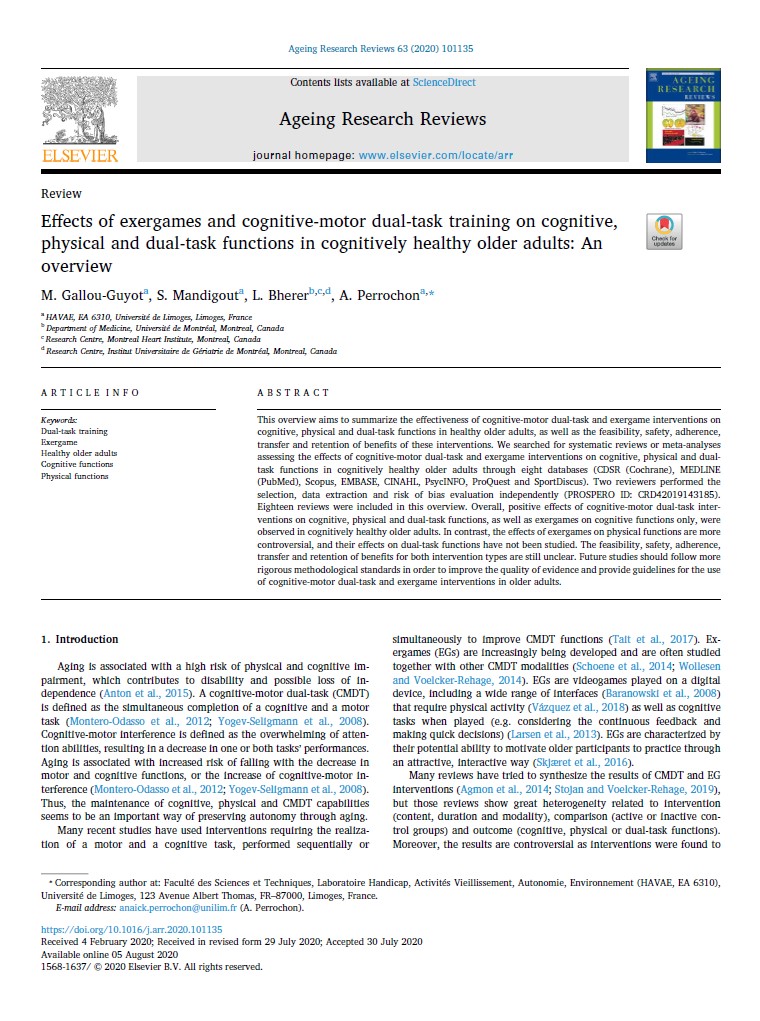 Ageing Research Reviews 63 (2020) 101135
ELSEVIER
Contents lists available at ScienceDirect
Ageing Research Reviews
journal homepage: www.elsevier.com/locate/arr
AGEING
RESEARCH
REVIEWS
Review
Effects of exergames and cognitive-motor dual-task training on cognitive,
physical and dual-task functions in cognitively healthy older adults: An
overview
Check for
updates
M. Gallou-Guyotᵃ, S. Mandigoutᵃ, L. Bhererᵇ,ᶜ,ᵈ, A. Perrochonᵃ,*
ᵃ HAVAE, EA 6310, Université de Limoges, Limoges, France
ᵇ Department of Medicine, Université de Montréal, Montreal, Canada
ᶜ Research Centre, Montreal Heart Institute, Montreal, Canada
ᵈ Research Centre, Institut Universitaire de Gériatrie de Montréal, Montreal, Canada
ARTICLE INFO
Keywords:
Dual-task training
Exergame
Healthy older adults
Cognitive functions
Physical functions
ABSTRACT
This overview aims to summarize the effectiveness of cognitive-motor dual-task and exergame interventions on
cognitive, physical and dual-task functions in healthy older adults, as well as the feasibility, safety, adherence,
transfer and retention of benefits of these interventions. We searched for systematic reviews or meta-analyses
assessing the effects of cognitive-motor dual-task and exergame interventions on cognitive, physical and dual-
task functions in cognitively healthy older adults through eight databases (CDSR (Cochrane), MEDLINE
(PubMed), Scopus, EMBASE, CINAHL, PsycINFO, ProQuest and SportDiscus). Two reviewers performed the
selection, data extraction and risk of bias evaluation independently (PROSPERO ID: CRD42019143185).
Eighteen reviews were included in this overview. Overall, positive effects of cognitive-motor dual-task inter-
ventions on cognitive, physical and dual-task functions, as well as exergames on cognitive functions only, were
observed in cognitively healthy older adults. In contrast, the effects of exergames on physical functions are more
controversial, and their effects on dual-task functions have not been studied. The feasibility, safety, adherence,
transfer and retention of benefits for both intervention types are still unclear. Future studies should follow more
rigorous methodological standards in order to improve the quality of evidence and provide guidelines for the use
of cognitive-motor dual-task and exergame interventions in older adults.
1. Introduction
Aging is associated with a high risk of physical and cognitive im-
pairment, which contributes to disability and possible loss of in-
dependence (Anton et al., 2015). A cognitive-motor dual-task (CMDT)
is defined as the simultaneous completion of a cognitive and a motor
task (Montero-Odasso et al., 2012; Yogev-Seligmann et al., 2008).
Cognitive-motor interference is defined as the overwhelming of atten-
tion abilities, resulting in a decrease in one or both tasks' performances.
Aging is associated with increased risk of falling with the decrease in
motor and cognitive functions, or the increase of cognitive-motor in-
terference (Montero-Odasso et al., 2012; Yogev-Seligmann et al., 2008).
Thus, the maintenance of cognitive, physical and CMDT capabilities
seems to be an important way of preserving autonomy through aging.
Many recent studies have used interventions requiring the realiza-
tion of a motor and a cognitive task, performed sequentially or
simultaneously to improve CMDT functions (Tait et al., 2017). Ex-
ergames (EGs) are increasingly being developed and are often studied
together with other CMDT modalities (Schoene et al., 2014; Wollesen
and Voelcker-Rehage, 2014). EGs are videogames played on a digital
device, including a wide range of interfaces (Baranowski et al., 2008)
that require physical activity (Vázquez et al., 2018) as well as cognitive
tasks when played (e.g. considering the continuous feedback and
making quick decisions) (Larsen et al., 2013). EGs are characterized by
their potential ability to motivate older participants to practice through
an attractive, interactive way (Skjæret et al., 2016).
Many reviews have tried to synthesize the results of CMDT and EG
interventions (Agmon et al., 2014; Stojan and Voelcker-Rehage, 2019),
but those reviews show great heterogeneity related to intervention
(content, duration and modality), comparison (active or inactive con-
trol groups) and outcome (cognitive, physical or dual-task functions).
Moreover, the results are controversial as interventions were found to
* Corresponding author at: Faculté des Sciences et Techniques, Laboratoire Handicap, Activités Vieillissement, Autonomie, Environnement (HAVAE, EA 6310),
Université de Limoges, 123 Avenue Albert Thomas, FR–87000, Limoges, France.
E-mail address: anaick.perrochon@unilim.fr (A. Perrochon).
https://doi.org/10.1016/j.arr.2020.101135
Received 4 February 2020; Received in revised form 29 July 2020; Accepted 30 July 2020
Available online 05 August 2020
1568-1637/ © 2020 Elsevier B.V. All rights reserved.